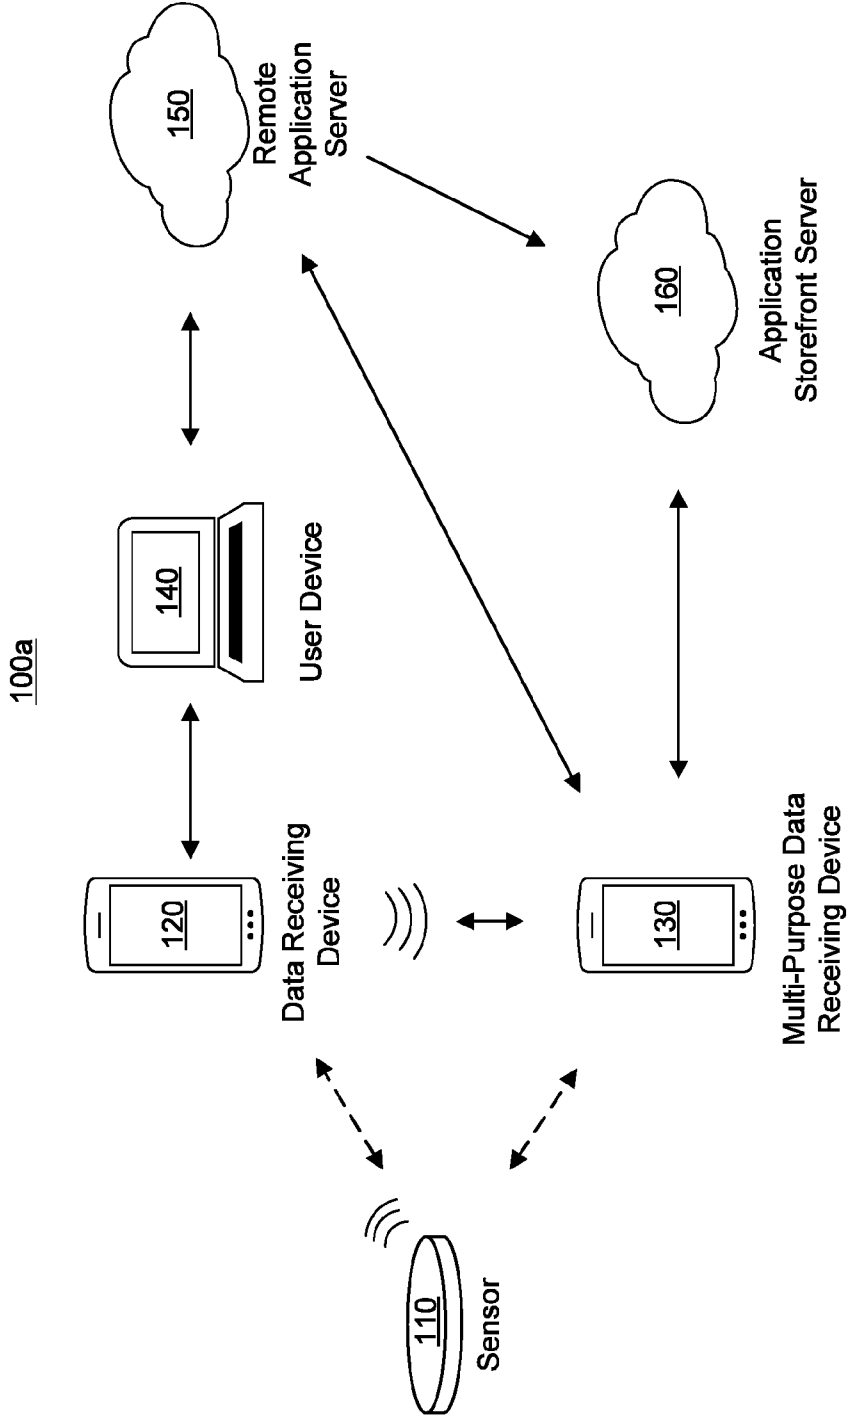 100a
110
Sensor
120
Data Receiving
Device
140
User Device
150
Remote
Application
Server
130
Multi-Purpose Data
Receiving Device
160
Application
Storefront Server